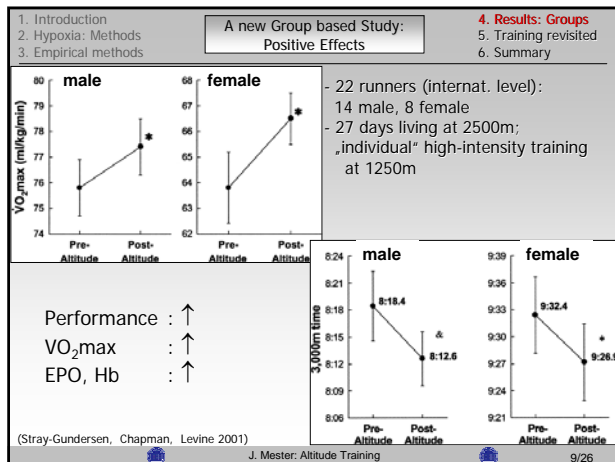 1. Introduction
2. Hypoxia: Methods
3. Empirical methods
A new Group based Study:
Positive Effects
4. Results: Groups
5. Training revisited
6. Summary
male
female
80
79
78
77
76
75
74
V̇O2max (ml/kg/min)
*
Pre-
Altitude
Post-
Altitude
68
67
66
65
64
63
62
*
Pre-
Altitude
Post-
Altitude
- 22 runners (internat. level):
14 male, 8 female
- 27 days living at 2500m;
„individual“ high-intensity training
at 1250m
male
female
8:24
8:18
8:15
8:12
8:09
8:06
3,000m time
8:18.4
&
8:12.6
Pre-
Altitude
Post-
Altitude
9:39
9:36
9:33
9:30
9:27
9:24
9:21
9:32.4
*
9:26.9
Pre-
Altitude
Post-
Altitude
Performance : ↑
VO2max : ↑
EPO, Hb : ↑
(Stray-Gundersen, Chapman, Levine 2001)
J. Mester: Altitude Training
9/26